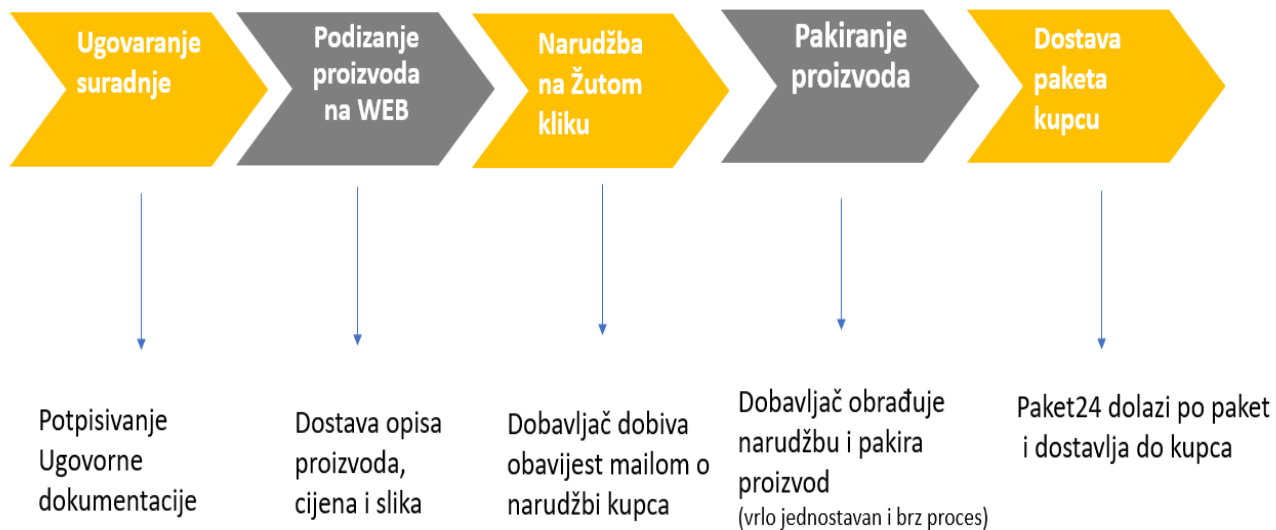 Ugovaranje
suradnje
Podizanje
proizvoda
na WEB
Narudžba
na Žutom
kliku
Pakiranje
proizvoda
Dostava
paketa
kupcu
Potpisivanje
Ugovorne
dokumentacije
Dostava opisa
proizvoda,
cijena i slika
Dobavljač dobiva
obavijest mailom o
narudžbi kupca
Dobavljač obrađuje
narudžbu i pakira
proizvod
(vrlo jednostavan i brz proces)
Paket24 dolazi po paket
i dostavlja do kupca